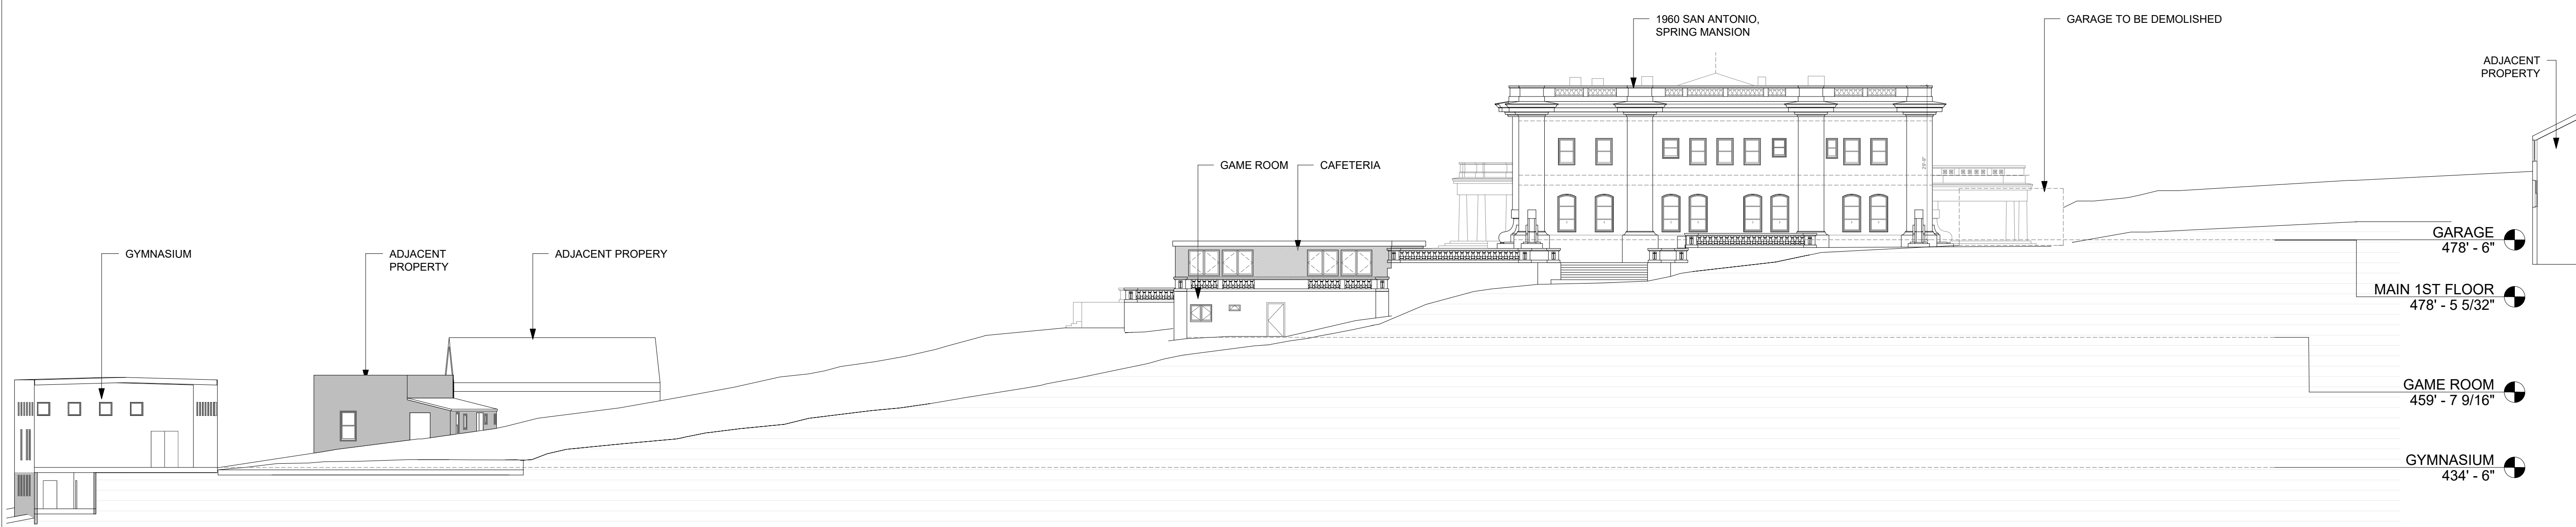 1960 SAN ANTONIO,
SPRING MANSION
GARAGE TO BE DEMOLISHED
ADJACENT
PROPERTY
GAME ROOM
CAFETERIA
GYMNASIUM
ADJACENT
PROPERTY
ADJACENT PROPERY
GARAGE
478' - 6"
MAIN 1ST FLOOR
478' - 5 5/32"
GAME ROOM
459' - 7 9/16"
GYMNASIUM
434' - 6"